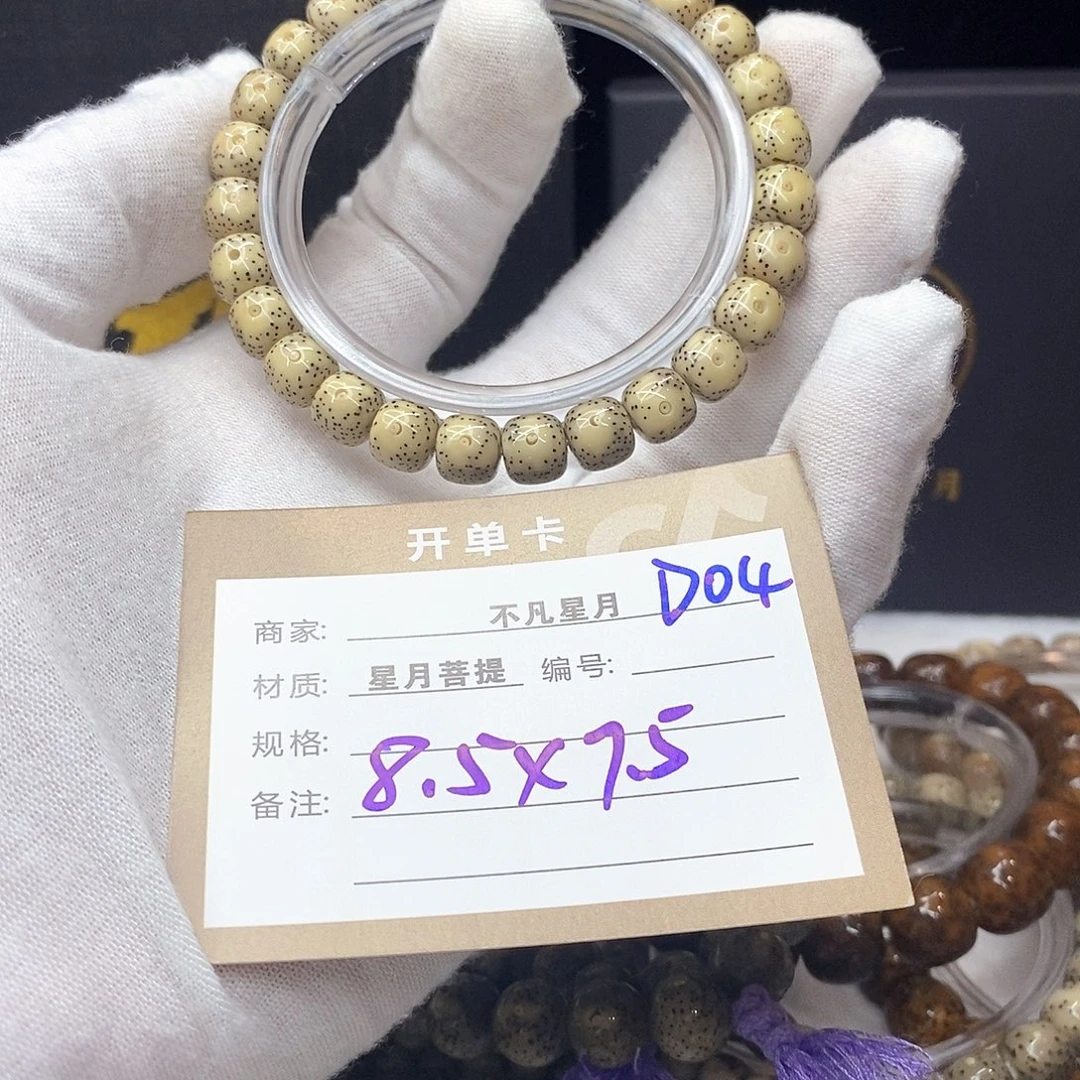 开单卡
商家: 不凡星月 D04
材质: 星月菩提 编号:
规格: 8.5x7.5
备注:
月